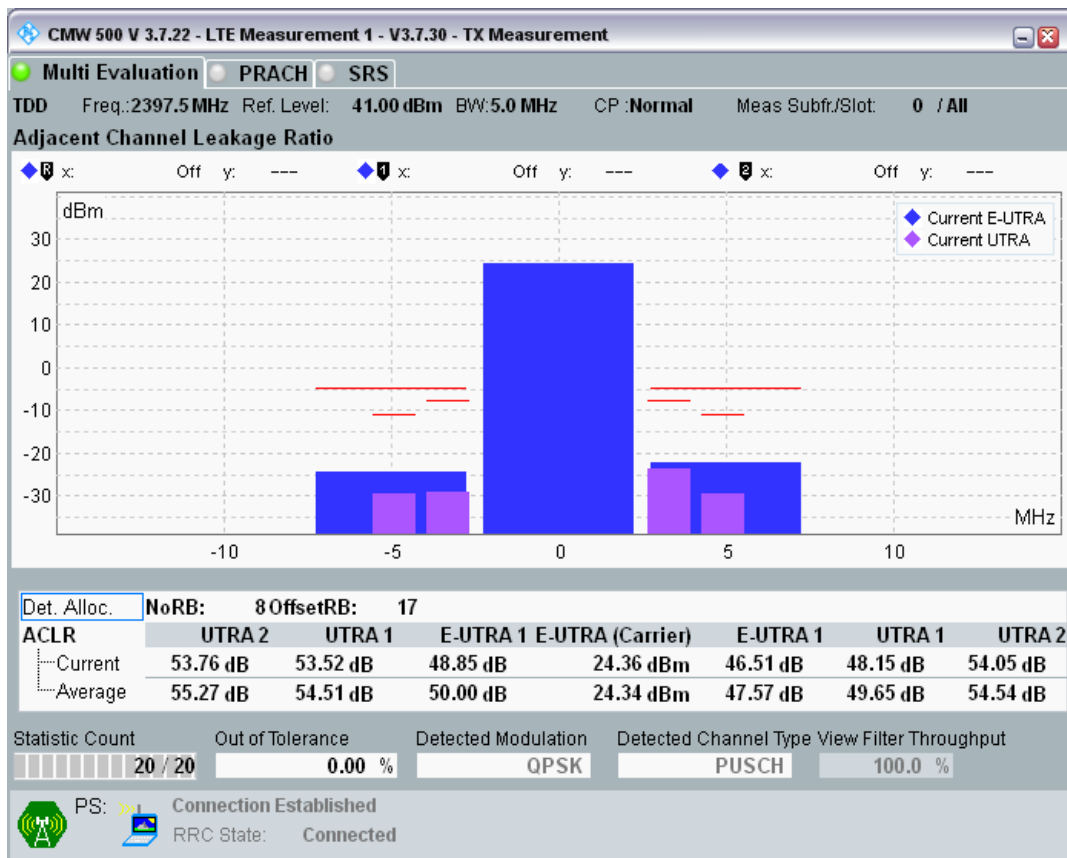 CMW 500 V 3.7.22 - LTE Measurement 1 - V3.7.30 - TX Measurement
Multi Evaluation PRACH SRS
TDD Freq.:2397.5 MHz Ref. Level: 41.00 dBm BW:5.0 MHz CP :Normal Meas Subfr./Slot: 0 / All
Adjacent Channel Leakage Ratio
R x: Off y: --- 1 x: Off y: --- 2 x: Off y: ---
dBm
Current E-UTRA
Current UTRA
30
20
10
0
-10
-20
-30
MHz
-10 -5 0 5 10
Det. Alloc. NoRB: 8 OffsetRB: 17
ACLR UTRA 2 UTRA 1 E-UTRA 1 E-UTRA (Carrier) E-UTRA 1 UTRA 1 UTRA 2
Current 53.76 dB 53.52 dB 48.85 dB 24.36 dBm 46.51 dB 48.15 dB 54.05 dB
Average 55.27 dB 54.51 dB 50.00 dB 24.34 dBm 47.57 dB 49.65 dB 54.54 dB
Statistic Count Out of Tolerance Detected Modulation Detected Channel Type View Filter Throughput
20 / 20 0.00 % QPSK PUSCH 100.0 %
PS: Connection Established
RRC State: Connected